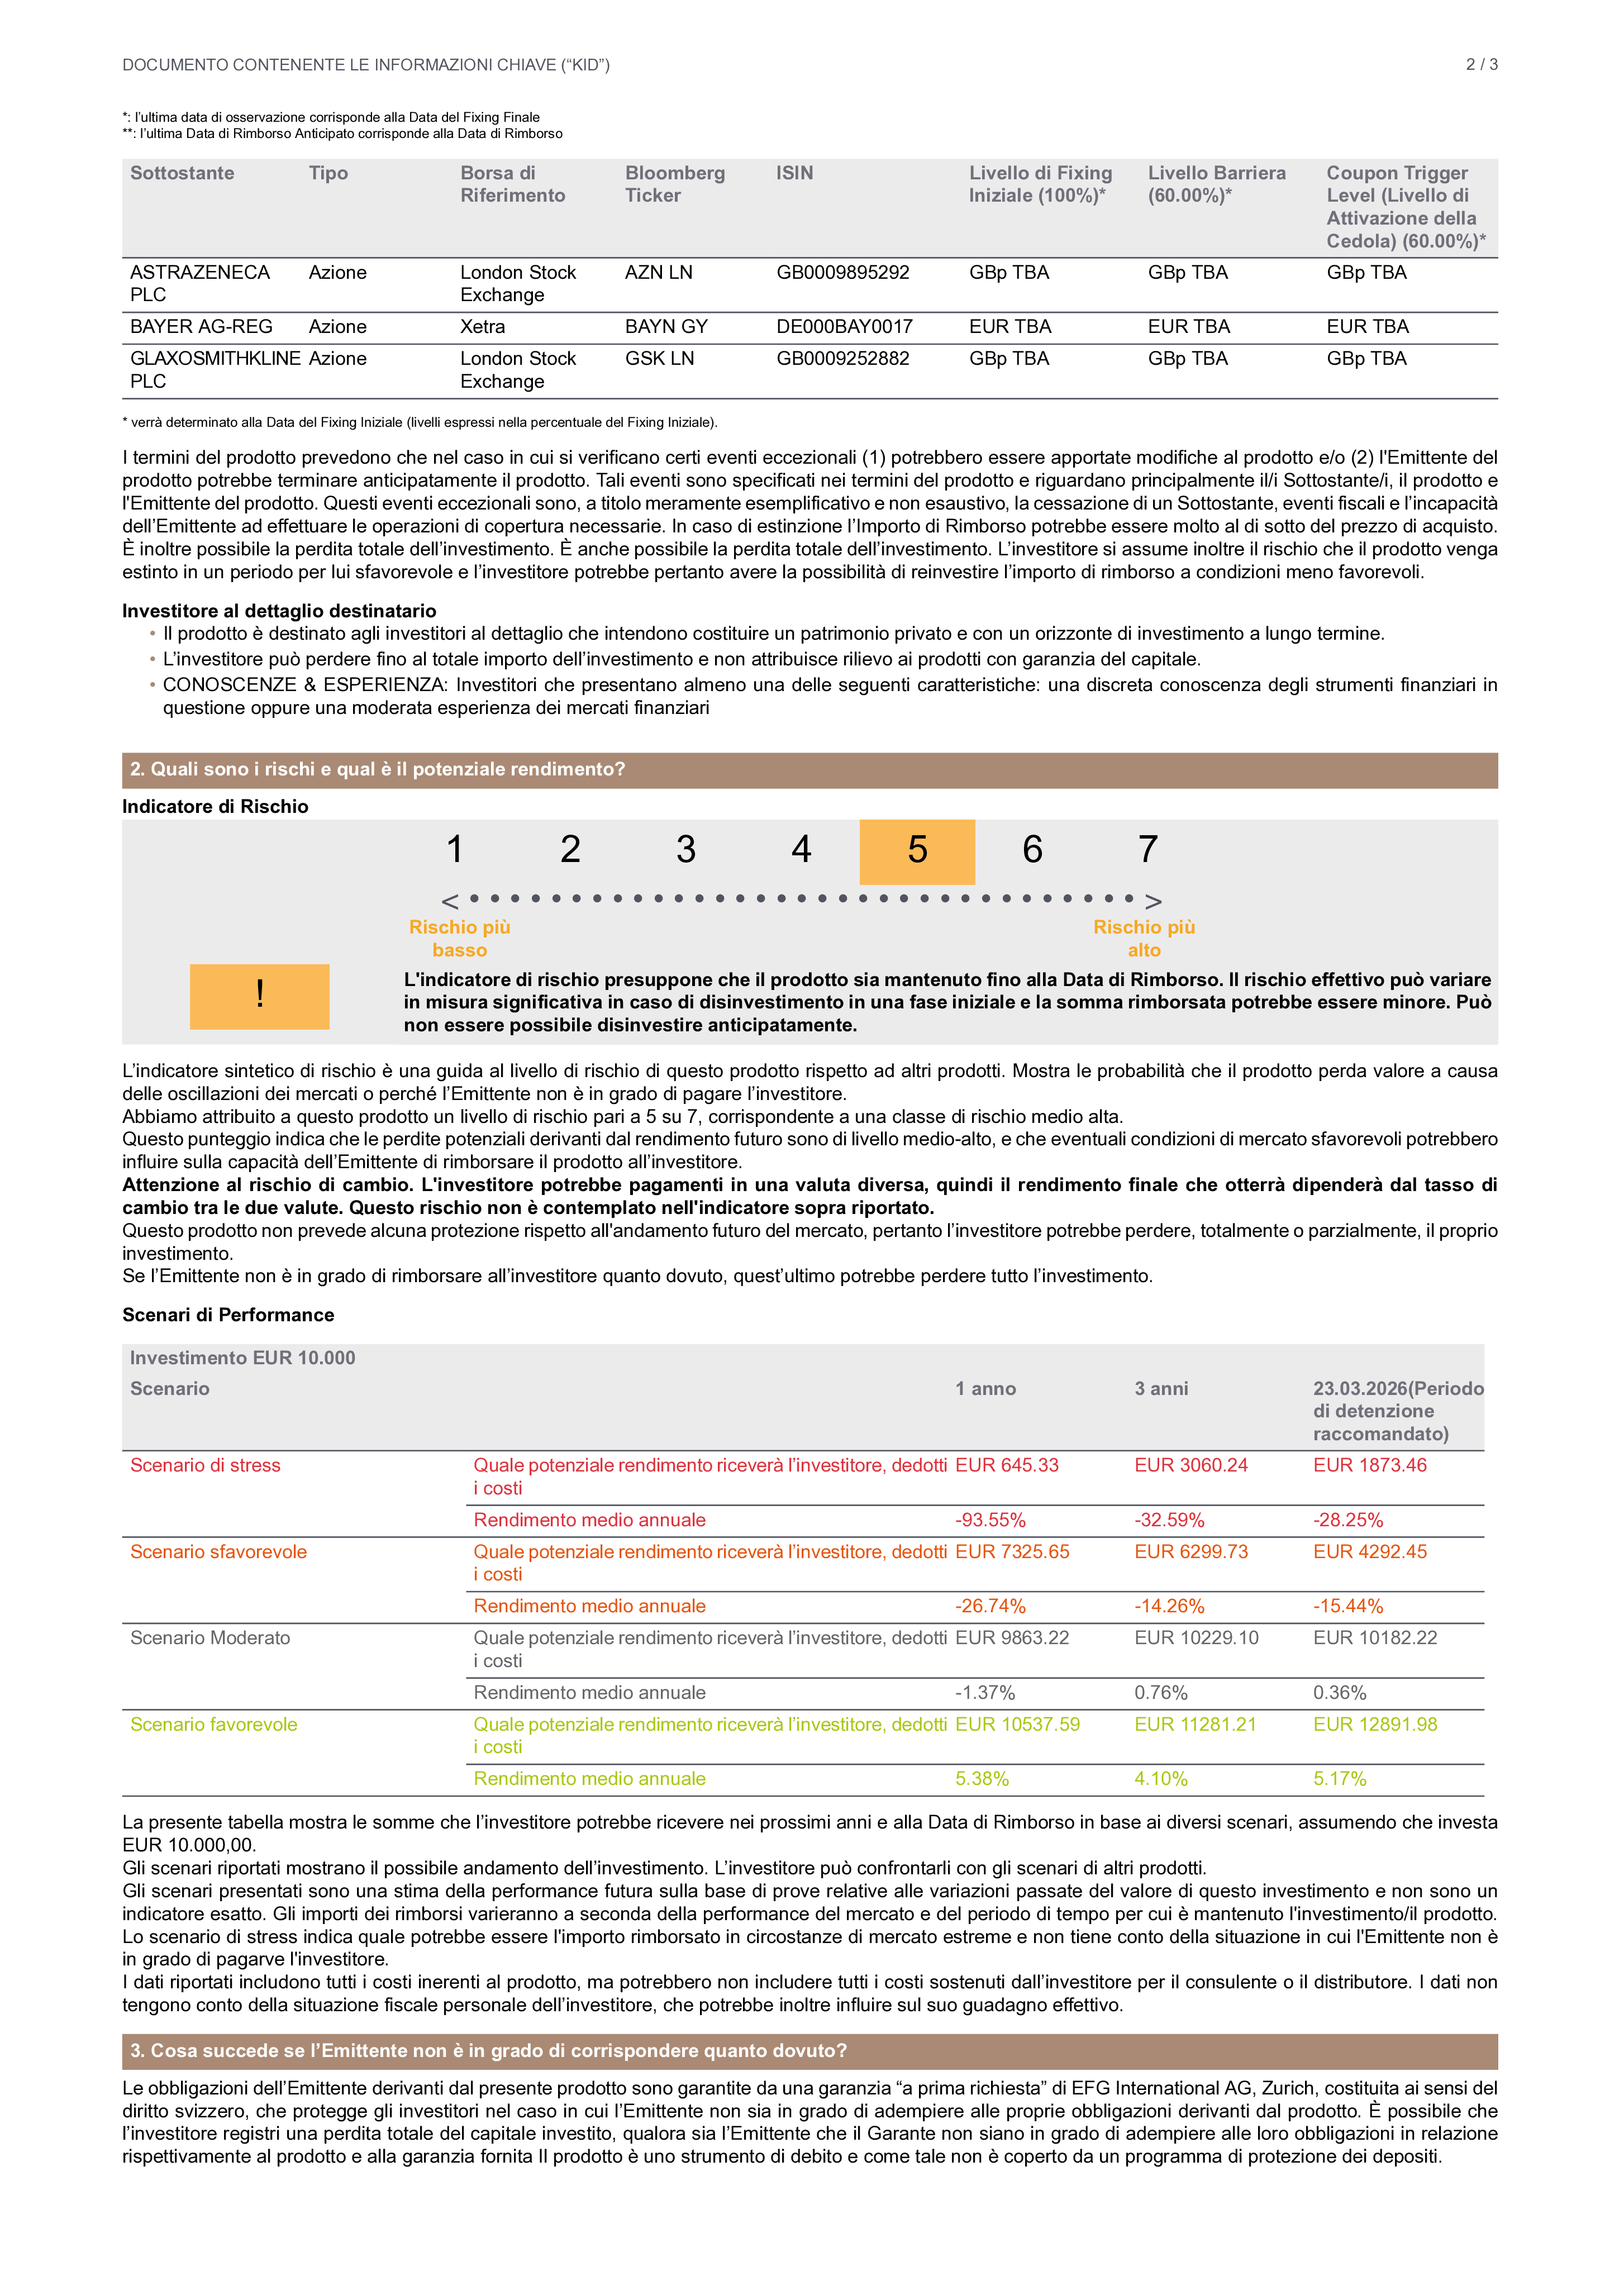 DOCUMENTO CONTENENTE LE INFORMAZIONI CHIAVE (“KID”)
2 / 3
*: l’ultima data di osservazione corrisponde alla Data del Fixing Finale
**: l’ultima Data di Rimborso Anticipato corrisponde alla Data di Rimborso
Sottostante Tipo Borsa di Riferimento Bloomberg Ticker ISIN Livello di Fixing Iniziale (100%)* Livello Barriera (60.00%)* Coupon Trigger Level (Livello di Attivazione della Cedola) (60.00%)*
ASTRAZENECA PLC Azione London Stock Exchange AZN LN GB0009895292 GBp TBA GBp TBA GBp TBA
BAYER AG-REG Azione Xetra BAYN GY DE000BAY0017 EUR TBA EUR TBA EUR TBA
GLAXOSMITHKLINE PLC Azione London Stock Exchange GSK LN GB0009252882 GBp TBA GBp TBA GBp TBA
* verrà determinato alla Data del Fixing Iniziale (livelli espressi nella percentuale del Fixing Iniziale).
I termini del prodotto prevedono che nel caso in cui si verificano certi eventi eccezionali (1) potrebbero essere apportate modifiche al prodotto e/o (2) l'Emittente del
prodotto potrebbe terminare anticipatamente il prodotto. Tali eventi sono specificati nei termini del prodotto e riguardano principalmente il/i Sottostante/i, il prodotto e
l'Emittente del prodotto. Questi eventi eccezionali sono, a titolo meramente esemplificativo e non esaustivo, la cessazione di un Sottostante, eventi fiscali e l’incapacità
dell’Emittente ad effettuare le operazioni di copertura necessarie. In caso di estinzione l’Importo di Rimborso potrebbe essere molto al di sotto del prezzo di acquisto.
È inoltre possibile la perdita totale dell’investimento. È anche possibile la perdita totale dell’investimento. L’investitore si assume inoltre il rischio che il prodotto venga
estinto in un periodo per lui sfavorevole e l’investitore potrebbe pertanto avere la possibilità di reinvestire l’importo di rimborso a condizioni meno favorevoli.
Investitore al dettaglio destinatario
• Il prodotto è destinato agli investitori al dettaglio che intendono costituire un patrimonio privato e con un orizzonte di investimento a lungo termine.
• L’investitore può perdere fino al totale importo dell’investimento e non attribuisce rilievo ai prodotti con garanzia del capitale.
• CONOSCENZE & ESPERIENZA: Investitori che presentano almeno una delle seguenti caratteristiche: una discreta conoscenza degli strumenti finanziari in
questione oppure una moderata esperienza dei mercati finanziari
2. Quali sono i rischi e qual è il potenziale rendimento?
Indicatore di Rischio
1 2 3 4 5 6 7
< >
Rischio più basso
Rischio più alto
!
L'indicatore di rischio presuppone che il prodotto sia mantenuto fino alla Data di Rimborso. Il rischio effettivo può variare
in misura significativa in caso di disinvestimento in una fase iniziale e la somma rimborsata potrebbe essere minore. Può
non essere possibile disinvestire anticipatamente.
L’indicatore sintetico di rischio è una guida al livello di rischio di questo prodotto rispetto ad altri prodotti. Mostra le probabilità che il prodotto perda valore a causa
delle oscillazioni dei mercati o perché l’Emittente non è in grado di pagare l’investitore.
Abbiamo attribuito a questo prodotto un livello di rischio pari a 5 su 7, corrispondente a una classe di rischio medio alta.
Questo punteggio indica che le perdite potenziali derivanti dal rendimento futuro sono di livello medio-alto, e che eventuali condizioni di mercato sfavorevoli potrebbero
influire sulla capacità dell’Emittente di rimborsare il prodotto all’investitore.
Attenzione al rischio di cambio. L'investitore potrebbe pagamenti in una valuta diversa, quindi il rendimento finale che otterrà dipenderà dal tasso di
cambio tra le due valute. Questo rischio non è contemplato nell'indicatore sopra riportato.
Questo prodotto non prevede alcuna protezione rispetto all'andamento futuro del mercato, pertanto l’investitore potrebbe perdere, totalmente o parzialmente, il proprio
investimento.
Se l’Emittente non è in grado di rimborsare all’investitore quanto dovuto, quest’ultimo potrebbe perdere tutto l’investimento.
Scenari di Performance
Investimento EUR 10.000
Scenario 1 anno 3 anni 23.03.2026(Periodo di detenzione raccomandato)
Scenario di stress Quale potenziale rendimento riceverà l’investitore, dedotti i costi EUR 645.33 EUR 3060.24 EUR 1873.46
Rendimento medio annuale -93.55% -32.59% -28.25%
Scenario sfavorevole Quale potenziale rendimento riceverà l’investitore, dedotti i costi EUR 7325.65 EUR 6299.73 EUR 4292.45
Rendimento medio annuale -26.74% -14.26% -15.44%
Scenario Moderato Quale potenziale rendimento riceverà l’investitore, dedotti i costi EUR 9863.22 EUR 10229.10 EUR 10182.22
Rendimento medio annuale -1.37% 0.76% 0.36%
Scenario favorevole Quale potenziale rendimento riceverà l’investitore, dedotti i costi EUR 10537.59 EUR 11281.21 EUR 12891.98
Rendimento medio annuale 5.38% 4.10% 5.17%
La presente tabella mostra le somme che l’investitore potrebbe ricevere nei prossimi anni e alla Data di Rimborso in base ai diversi scenari, assumendo che investa
EUR 10.000,00.
Gli scenari riportati mostrano il possibile andamento dell’investimento. L’investitore può confrontarli con gli scenari di altri prodotti.
Gli scenari presentati sono una stima della performance futura sulla base di prove relative alle variazioni passate del valore di questo investimento e non sono un
indicatore esatto. Gli importi dei rimborsi varieranno a seconda della performance del mercato e del periodo di tempo per cui è mantenuto l'investimento/il prodotto.
Lo scenario di stress indica quale potrebbe essere l'importo rimborsato in circostanze di mercato estreme e non tiene conto della situazione in cui l'Emittente non è
in grado di pagarve l'investitore.
I dati riportati includono tutti i costi inerenti al prodotto, ma potrebbero non includere tutti i costi sostenuti dall’investitore per il consulente o il distributore. I dati non
tengono conto della situazione fiscale personale dell’investitore, che potrebbe inoltre influire sul suo guadagno effettivo.
3. Cosa succede se l’Emittente non è in grado di corrispondere quanto dovuto?
Le obbligazioni dell’Emittente derivanti dal presente prodotto sono garantite da una garanzia “a prima richiesta” di EFG International AG, Zurich, costituita ai sensi del
diritto svizzero, che protegge gli investitori nel caso in cui l’Emittente non sia in grado di adempiere alle proprie obbligazioni derivanti dal prodotto. È possibile che
l’investitore registri una perdita totale del capitale investito, qualora sia l’Emittente che il Garante non siano in grado di adempiere alle loro obbligazioni in relazione
rispettivamente al prodotto e alla garanzia fornita Il prodotto è uno strumento di debito e come tale non è coperto da un programma di protezione dei depositi.